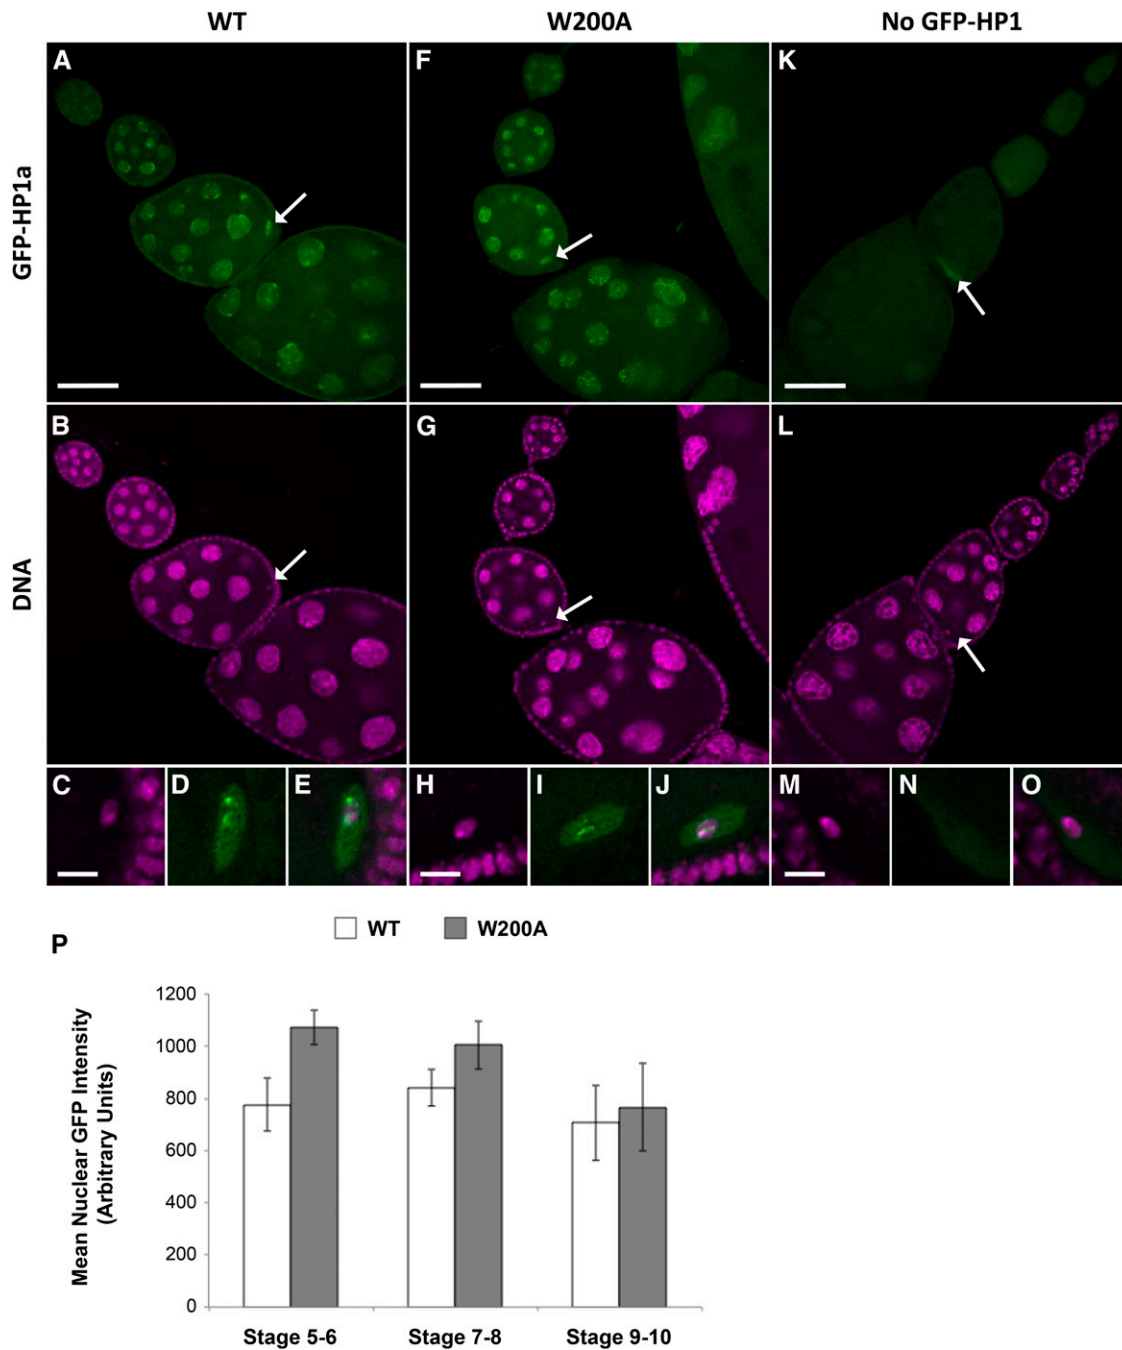 WT W200A No GFP-HP1
GFP-HP1a
A F K
DNA
B G L
C D E H I J M N O
P
WT W200A
Mean Nuclear GFP Intensity
(Arbitrary Units)
1200
1000
800
600
400
200
0
Stage 5-6 Stage 7-8 Stage 9-10